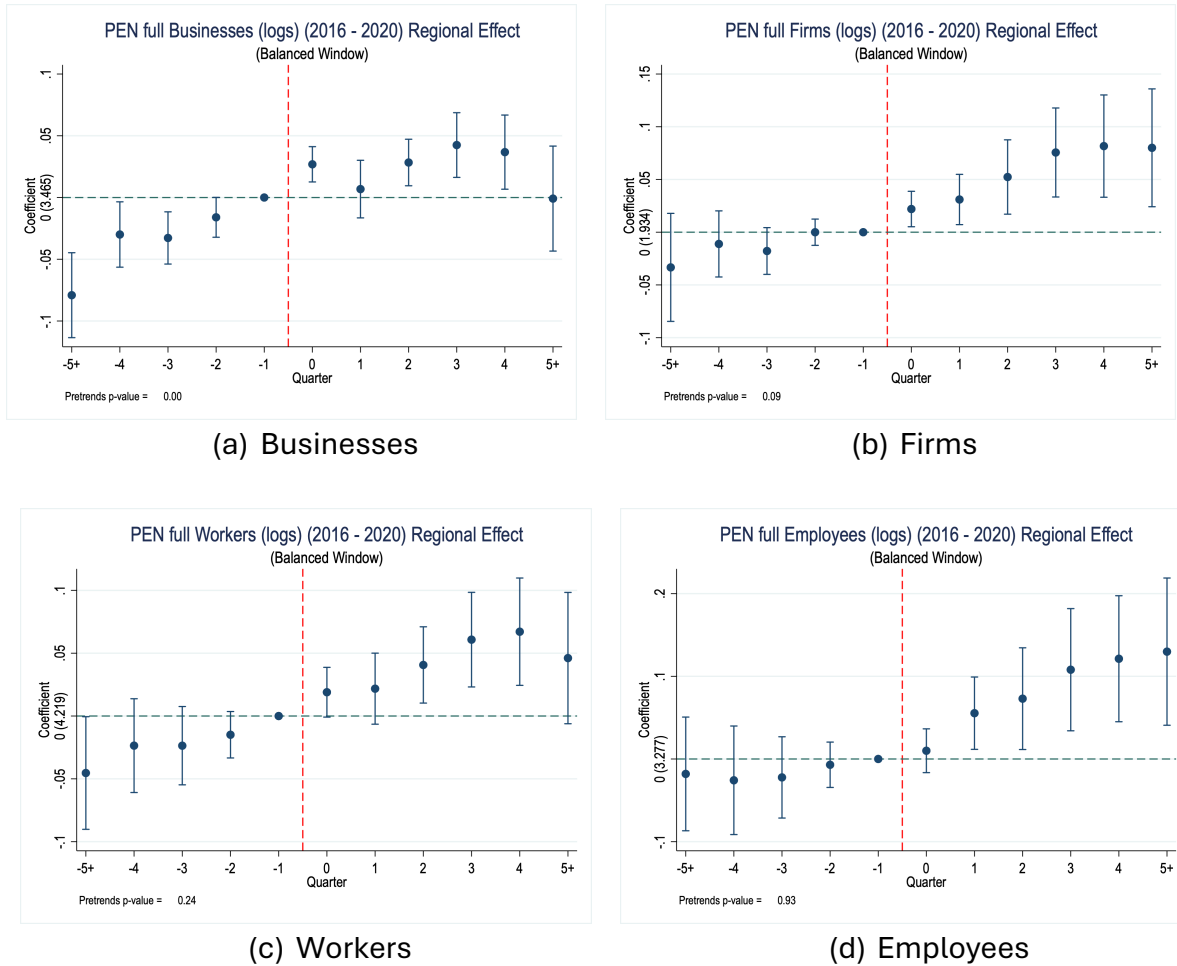 PEN full Businesses (logs) (2016 - 2020) Regional Effect
(Balanced Window)
Coefficient
0 (3.465)
.1
.05
-.05
-.1
-5+ -4 -3 -2 -1 0 1 2 3 4 5+
Quarter
Pretrends p-value = 0.00
(a) Businesses
PEN full Firms (logs) (2016 - 2020) Regional Effect
(Balanced Window)
Coefficient
0 (1.934)
.15
.1
.05
-.05
-.1
-5+ -4 -3 -2 -1 0 1 2 3 4 5+
Quarter
Pretrends p-value = 0.09
(b) Firms
PEN full Workers (logs) (2016 - 2020) Regional Effect
(Balanced Window)
Coefficient
0 (4.219)
.1
.05
-.05
-.1
-5+ -4 -3 -2 -1 0 1 2 3 4 5+
Quarter
Pretrends p-value = 0.24
(c) Workers
PEN full Employees (logs) (2016 - 2020) Regional Effect
(Balanced Window)
Coefficient
0 (3.277)
.2
.1
-.1
-5+ -4 -3 -2 -1 0 1 2 3 4 5+
Quarter
Pretrends p-value = 0.93
(d) Employees